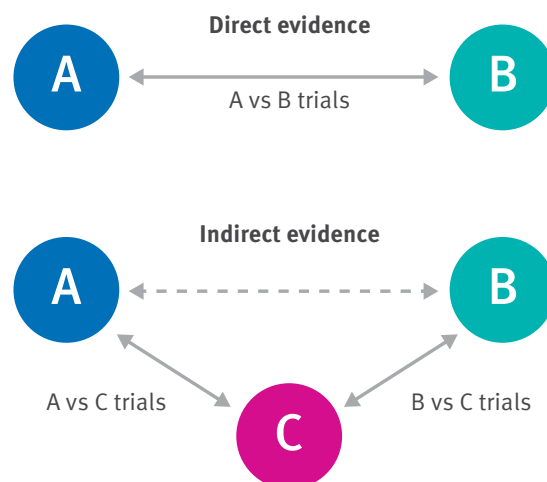 Direct evidence
A
B
A vs B trials
Indirect evidence
A
B
A vs C trials
B vs C trials
C